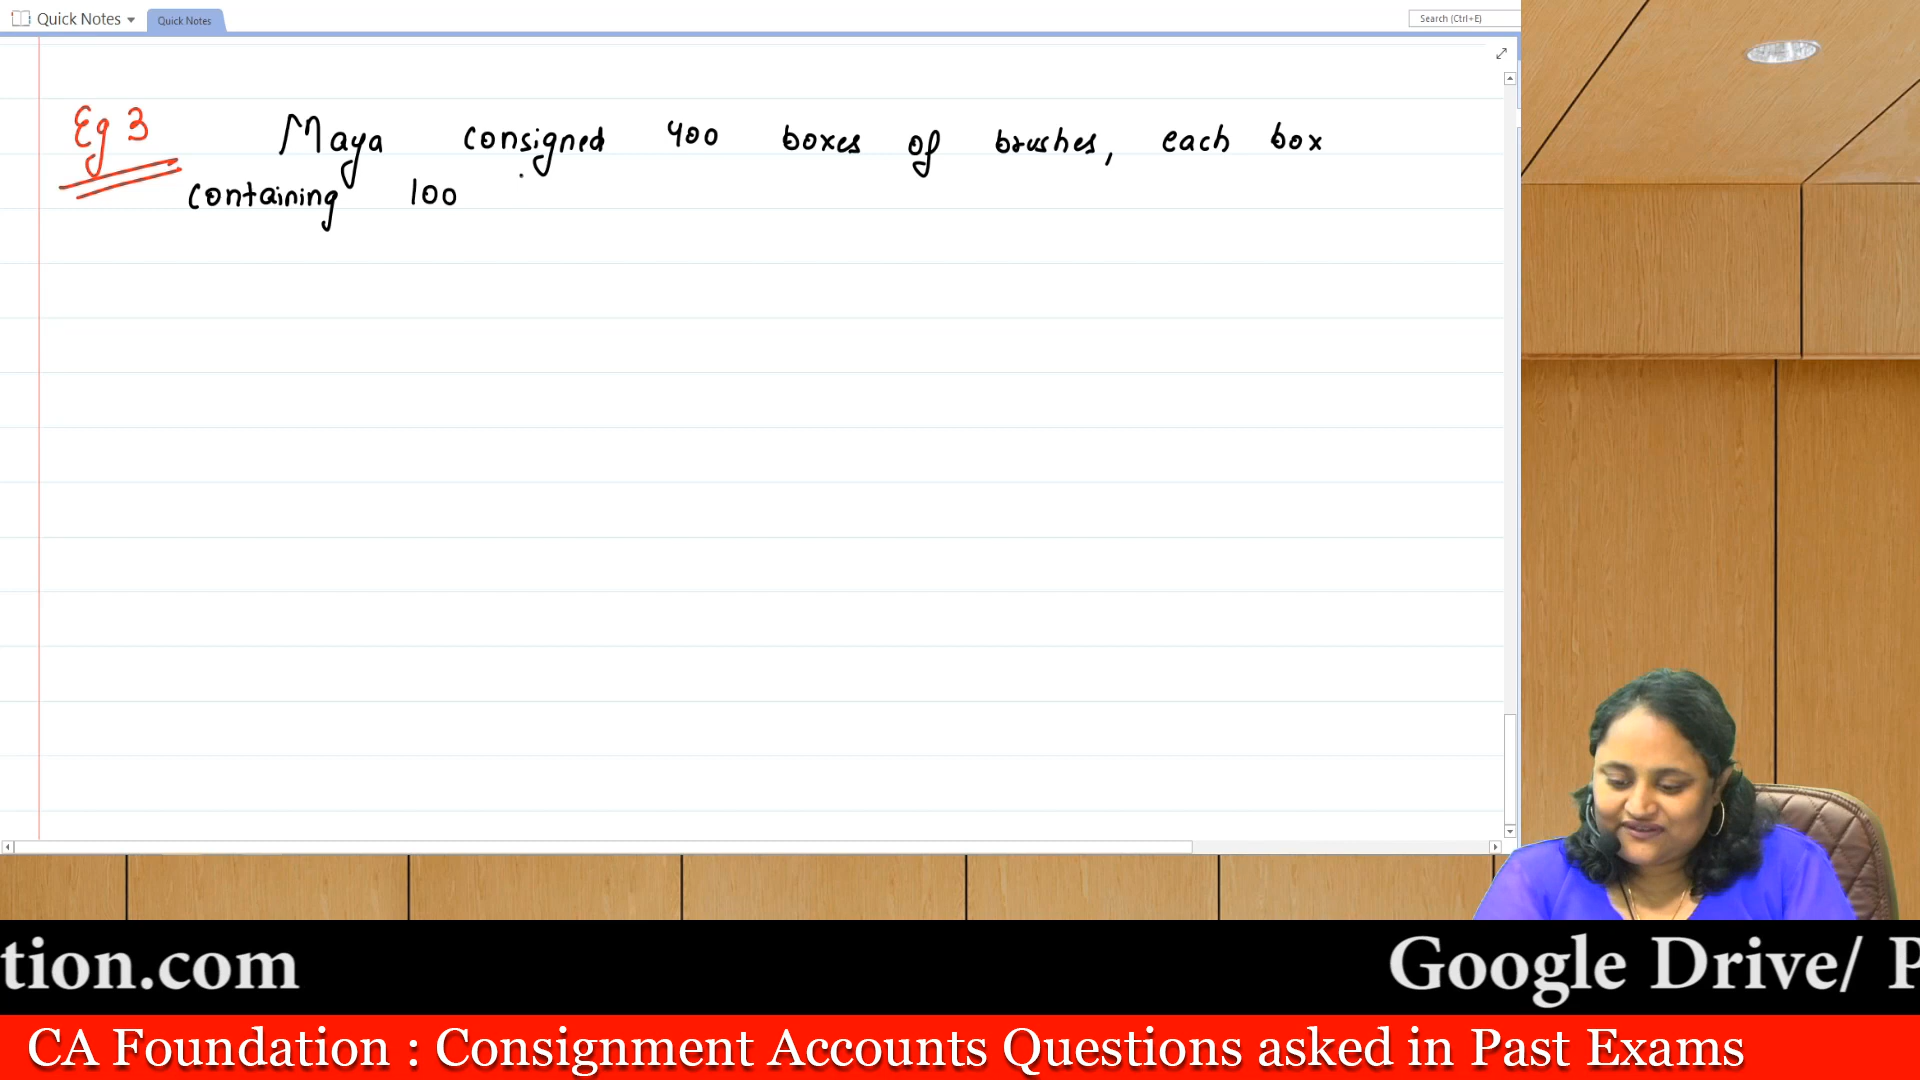 Quick Notes
Quick Notes
Search (Ctrl+E)
Eg 3 Maya consigned 400 boxes of brushes, each box
containing 100
tion.com Google Drive/ P
CA Foundation : Consignment Accounts Questions asked in Past Exams